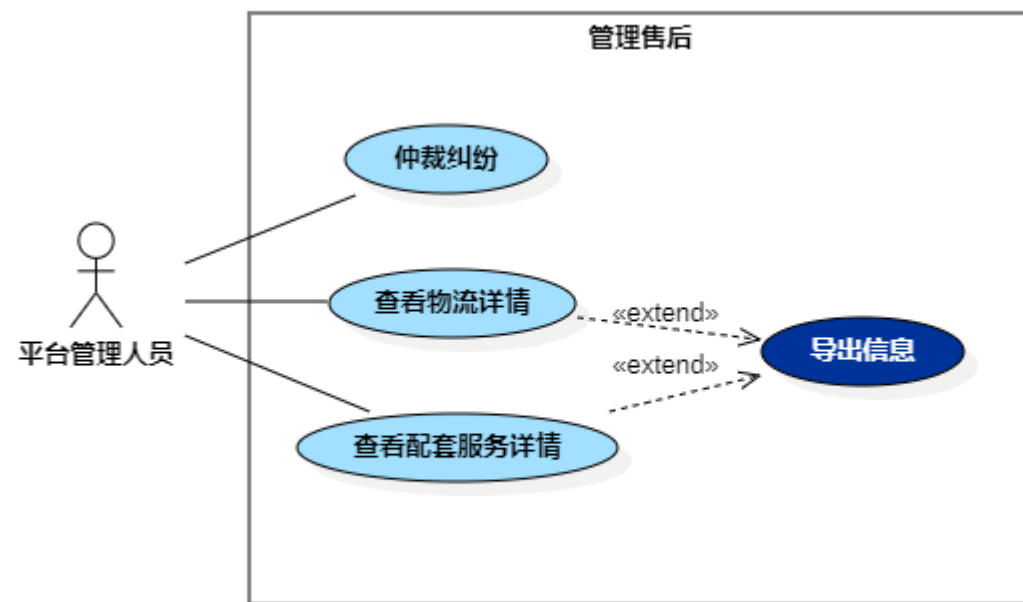 管理售后
仲裁纠纷
平台管理人员
查看物流详情
«extend»
导出信息
«extend»
查看配套服务详情